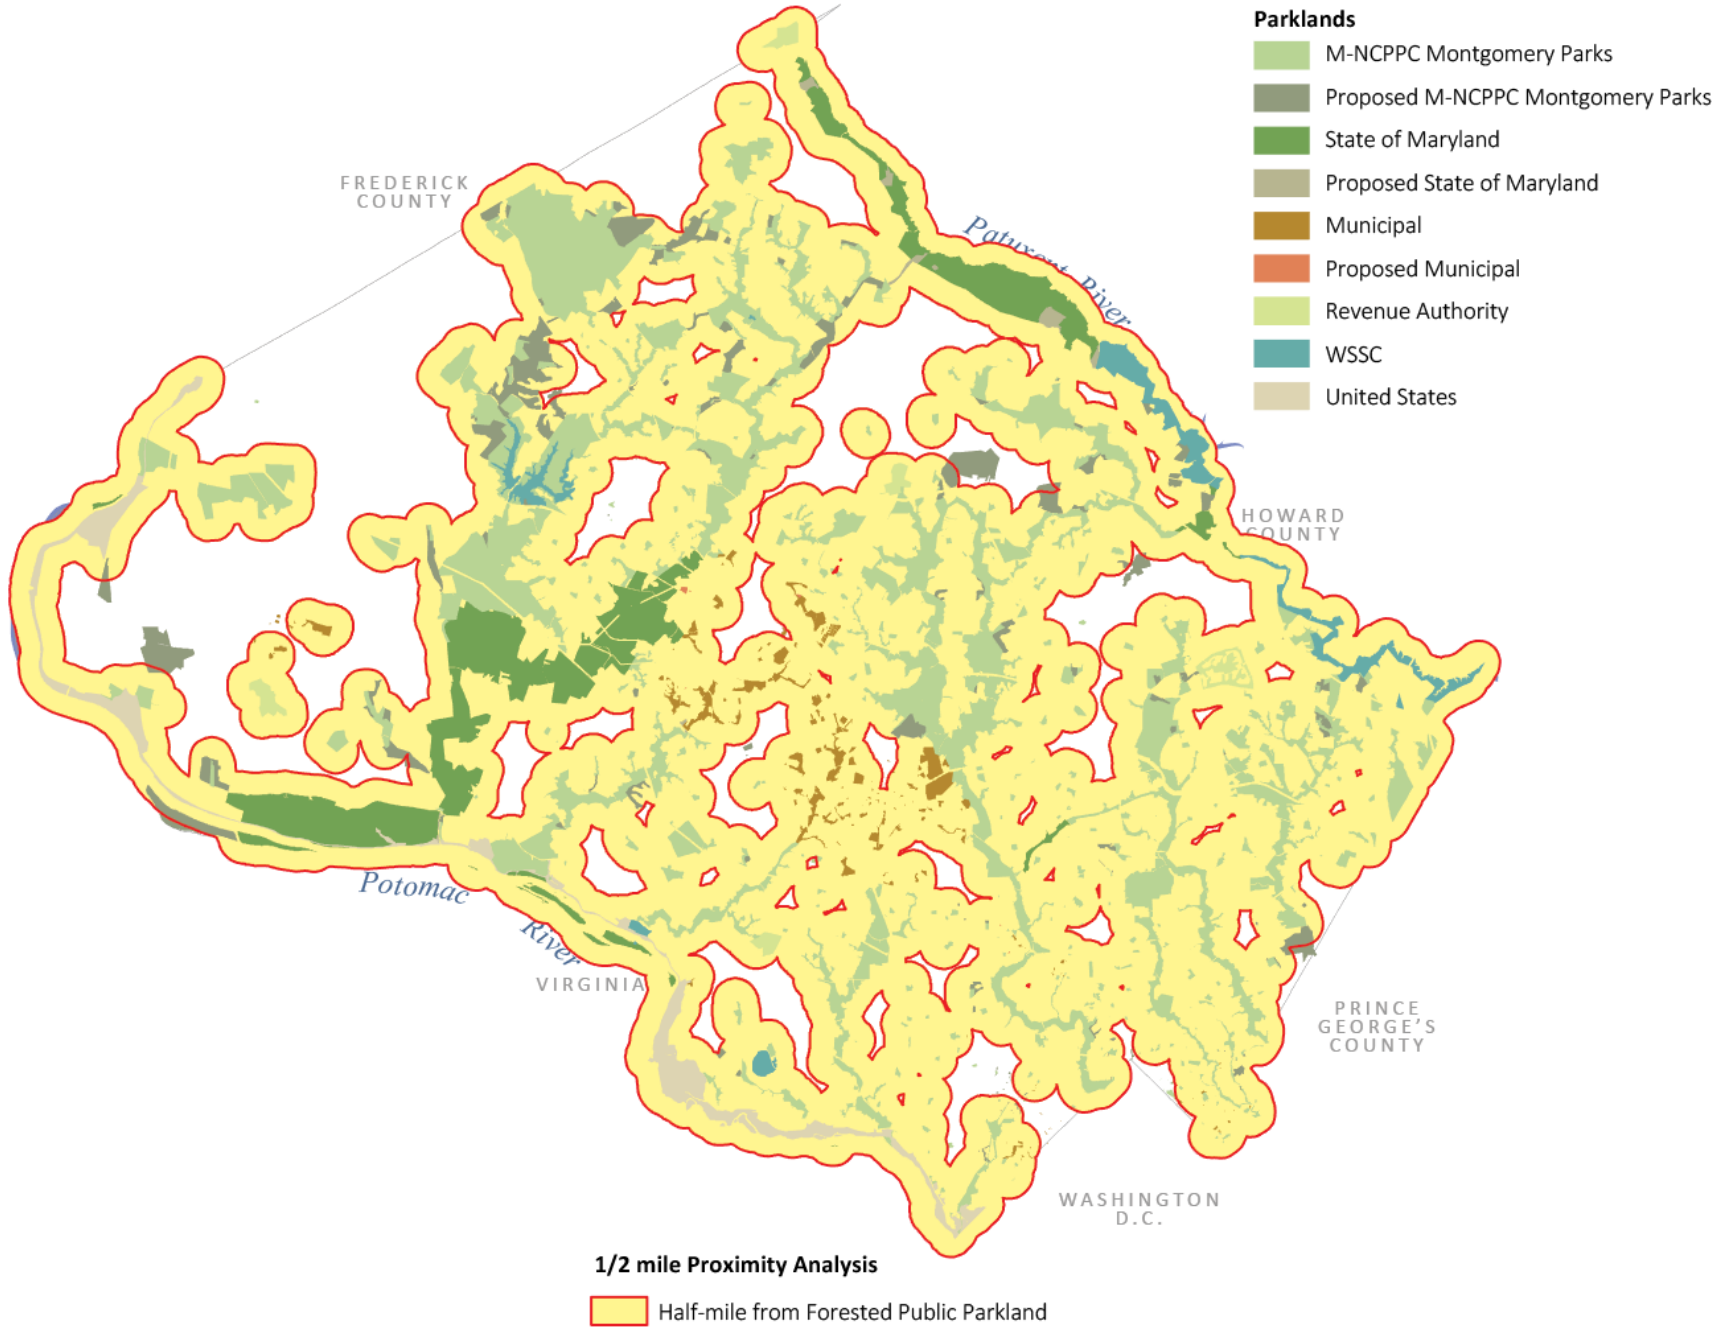 Parklands
M-NCPPC Montgomery Parks
Proposed M-NCPPC Montgomery Parks
State of Maryland
Proposed State of Maryland
Municipal
Proposed Municipal
Revenue Authority
WSSC
United States
FREDERICK
COUNTY
Patuxent River
HOWARD
COUNTY
Potomac
River
VIRGINIA
PRINCE
GEORGE'S
COUNTY
WASHINGTON
D.C.
1/2 mile Proximity Analysis
Half-mile from Forested Public Parkland